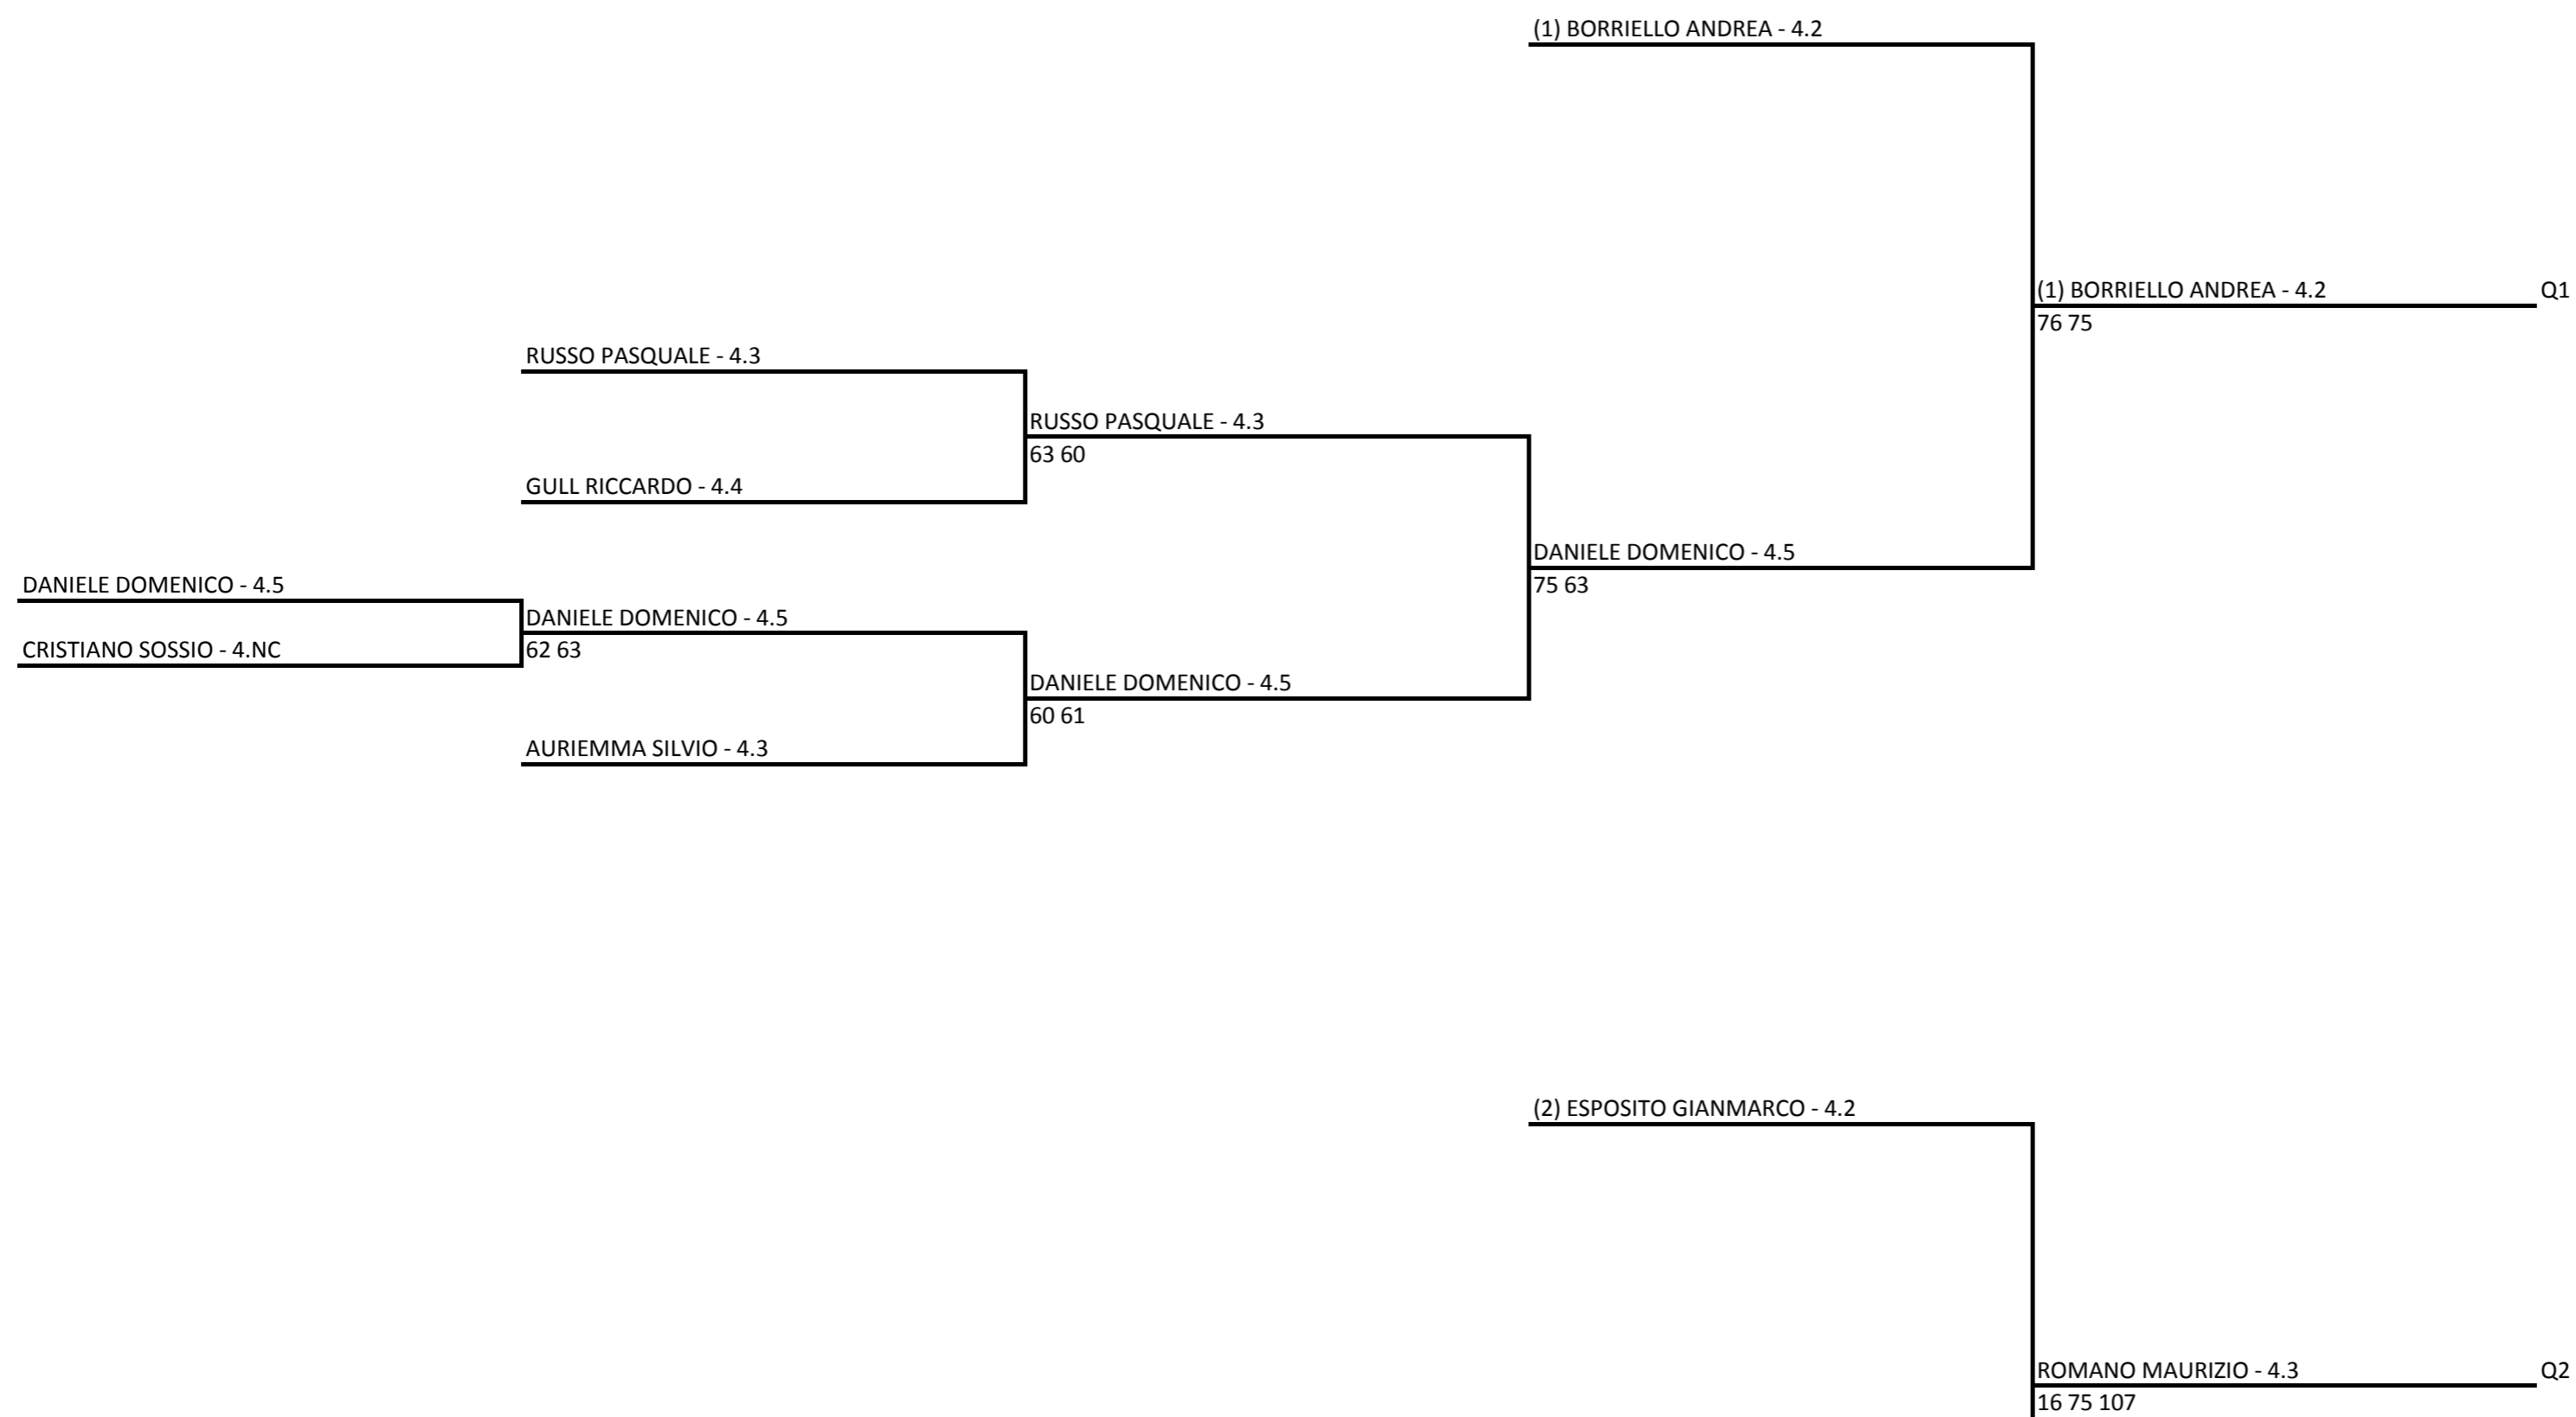 (1) BORRIELLO ANDREA - 4.2
(1) BORRIELLO ANDREA - 4.2 Q1
76 75
RUSSO PASQUALE - 4.3
RUSSO PASQUALE - 4.3
63 60
GULL RICCARDO - 4.4
DANIELE DOMENICO - 4.5
75 63
DANIELE DOMENICO - 4.5
DANIELE DOMENICO - 4.5
62 63
CRISTIANO SOSSIO - 4.NC
DANIELE DOMENICO - 4.5
60 61
AURIEMMA SILVIO - 4.3
(2) ESPOSITO GIANMARCO - 4.2
ROMANO MAURIZIO - 4.3 Q2
16 75 107